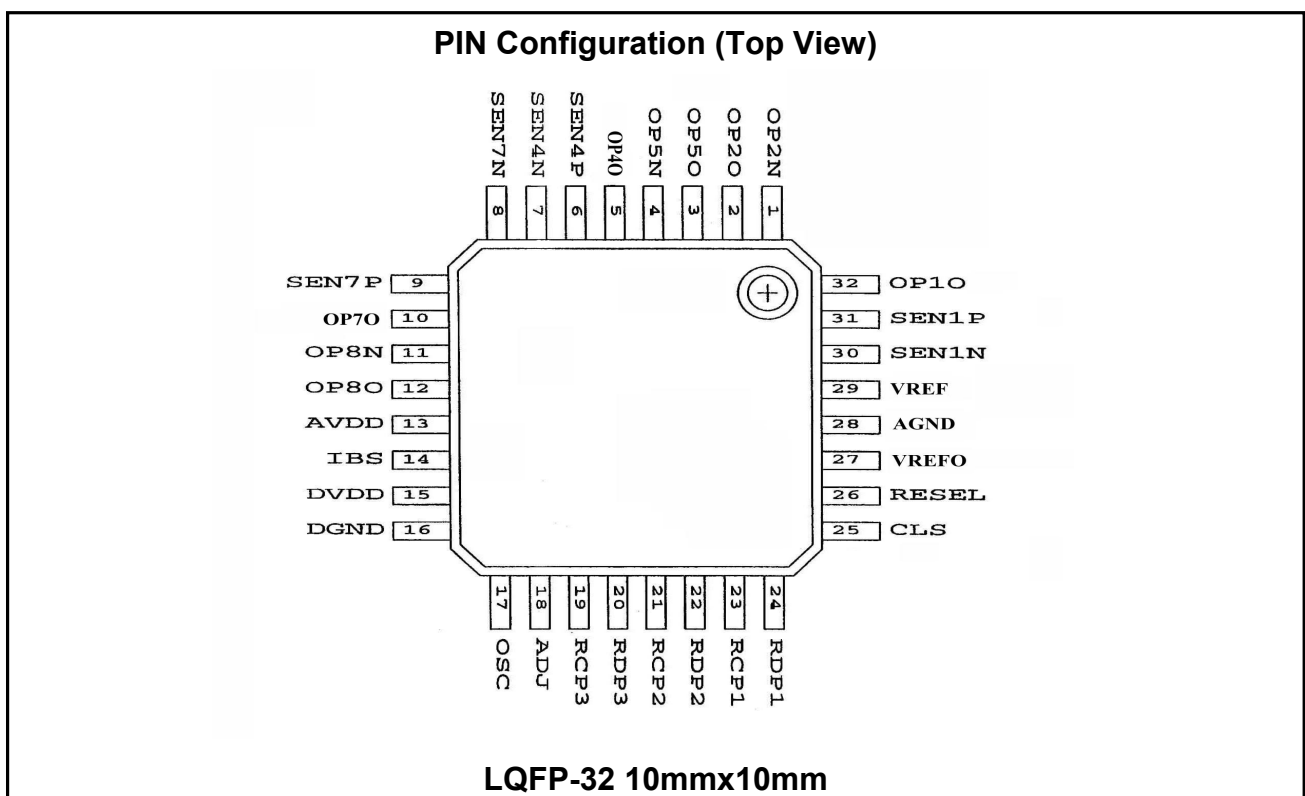 PIN Configuration (Top View)
SEN7N
SEN4N
SEN4P
OP4O
OP5N
OP5O
OP2O
OP2N
8
7
6
5
4
3
2
1
SEN7P 9
OP7O 10
OP8N 11
OP8O 12
AVDD 13
IBS 14
DVDD 15
DGND 16
32 OP1O
31 SEN1P
30 SEN1N
29 VREF
28 AGND
27 VREFO
26 RESEL
25 CLS
17
18
19
20
21
22
23
24
OSC
ADJ
RCP3
RDP3
RCP2
RDP2
RCP1
RDP1
LQFP-32 10mmx10mm